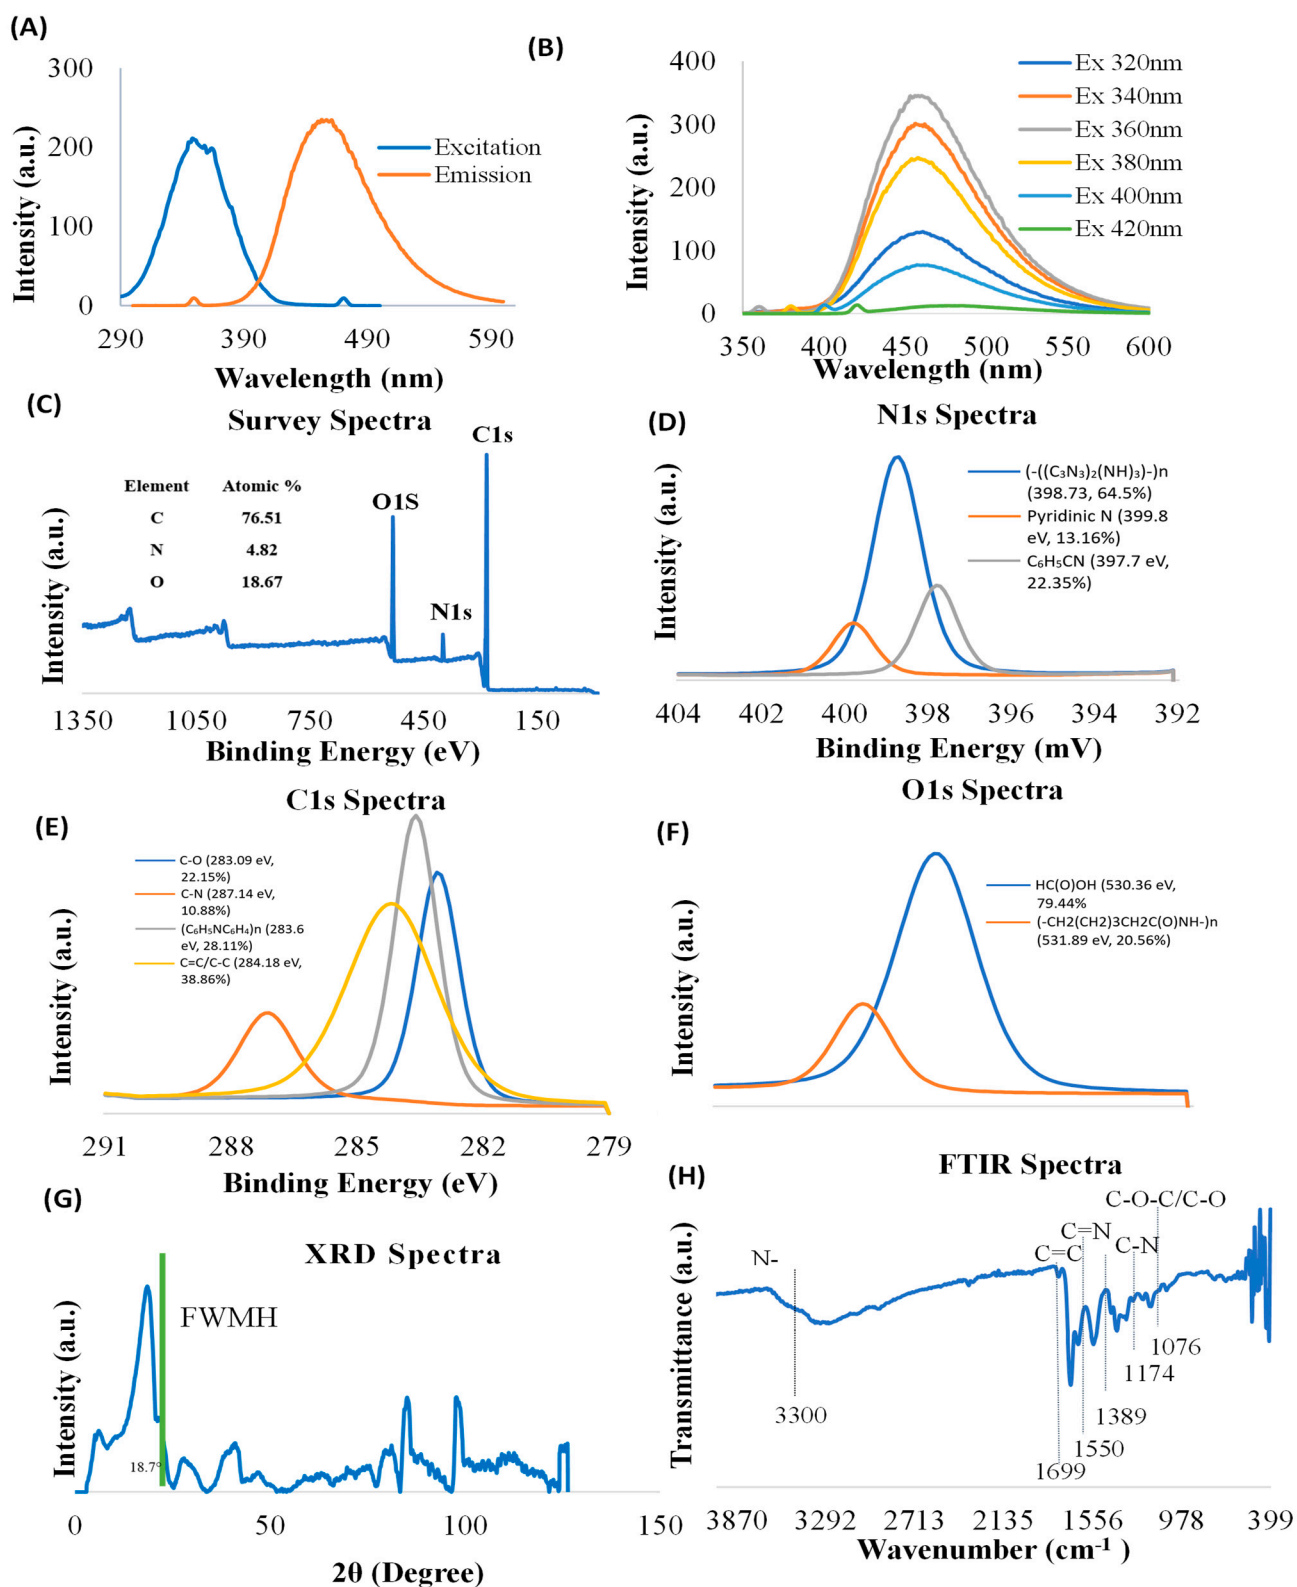 (A)
300
200
100
0
290
390
490
590
Intensity (a.u.)
Wavelength (nm)
Excitation
Emission
(B)
400
300
200
100
0
350
400
450
500
550
600
Intensity (a.u.)
Wavelength (nm)
Ex 320nm
Ex 340nm
Ex 360nm
Ex 380nm
Ex 400nm
Ex 420nm
(C)
Survey Spectra
C1s
O1S
N1s
Element Atomic %
C 76.51
N 4.82
O 18.67
Intensity (a.u.)
1350 1050 750 450 150
Binding Energy (eV)
(D)
N1s Spectra
(-((C₃N₃)₂(NH)₃)-)n
(398.73, 64.5%)
Pyridinic N (399.8
eV, 13.16%)
C₆H₅CN (397.7 eV,
22.35%)
Intensity (a.u.)
404 402 400 398 396 394 392
Binding Energy (mV)
(E)
C1s Spectra
C-O (283.09 eV,
22.15%)
C-N (287.14 eV,
10.88%)
(C₆H₅NC₆H₄)n (283.6
eV, 28.11%)
C=C/C-C (284.18 eV,
38.86%)
Intensity (a.u.)
291 288 285 282 279
Binding Energy (eV)
(F)
O1s Spectra
HC(O)OH (530.36 eV,
79.44%
(-CH2(CH2)3CH2C(O)NH-)n
(531.89 eV, 20.56%)
Intensity (a.u.)
(G)
XRD Spectra
FWMH
18.7°
Intensity (a.u.)
0 50 100 150
2θ (Degree)
(H)
FTIR Spectra
C-O-C/C-O
C=N
C=C
C-N
N-
3300
1699
1550
1389
1174
1076
Transmittance (a.u.)
3870 3292 2713 2135 1556 978 399
Wavenumber (cm⁻¹ )